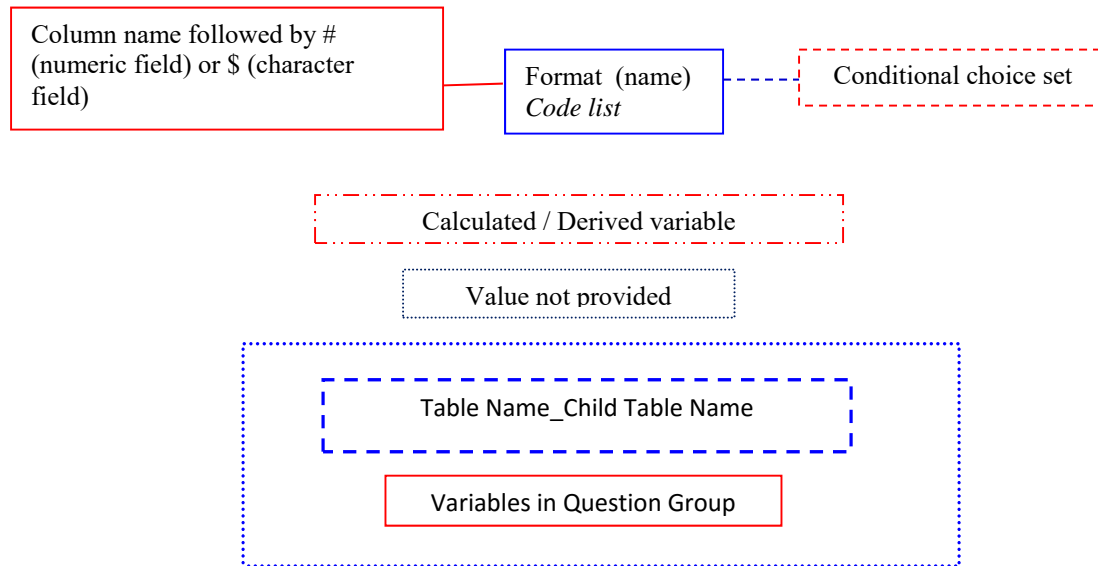 Column name followed by #
(numeric field) or $ (character
field)
Format (name)
Code list
Conditional choice set
Calculated / Derived variable
Value not provided
Table Name_Child Table Name
Variables in Question Group